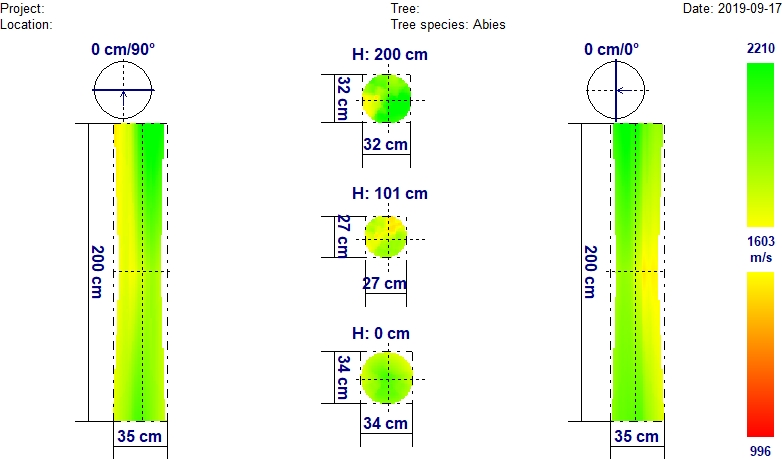 Project:
Tree:
Date: 2019-09-17
Location:
Tree species: Abies
0 cm/90°
200 cm
35 cm
H: 200 cm
32 cm
32 cm
H: 101 cm
27 cm
27 cm
H: 0 cm
34 cm
34 cm
0 cm/0°
200 cm
35 cm
2210
1603
m/s
996